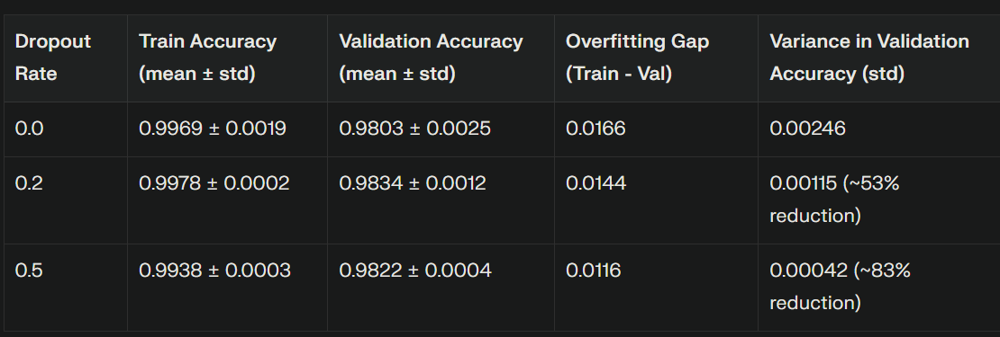 Dropout Rate | Train Accuracy (mean ± std) | Validation Accuracy (mean ± std) | Overfitting Gap (Train - Val) | Variance in Validation Accuracy (std)
0.0 | 0.9969 ± 0.0019 | 0.9803 ± 0.0025 | 0.0166 | 0.00246
0.2 | 0.9978 ± 0.0002 | 0.9834 ± 0.0012 | 0.0144 | 0.00115 (~53% reduction)
0.5 | 0.9938 ± 0.0003 | 0.9822 ± 0.0004 | 0.0116 | 0.00042 (~83% reduction)